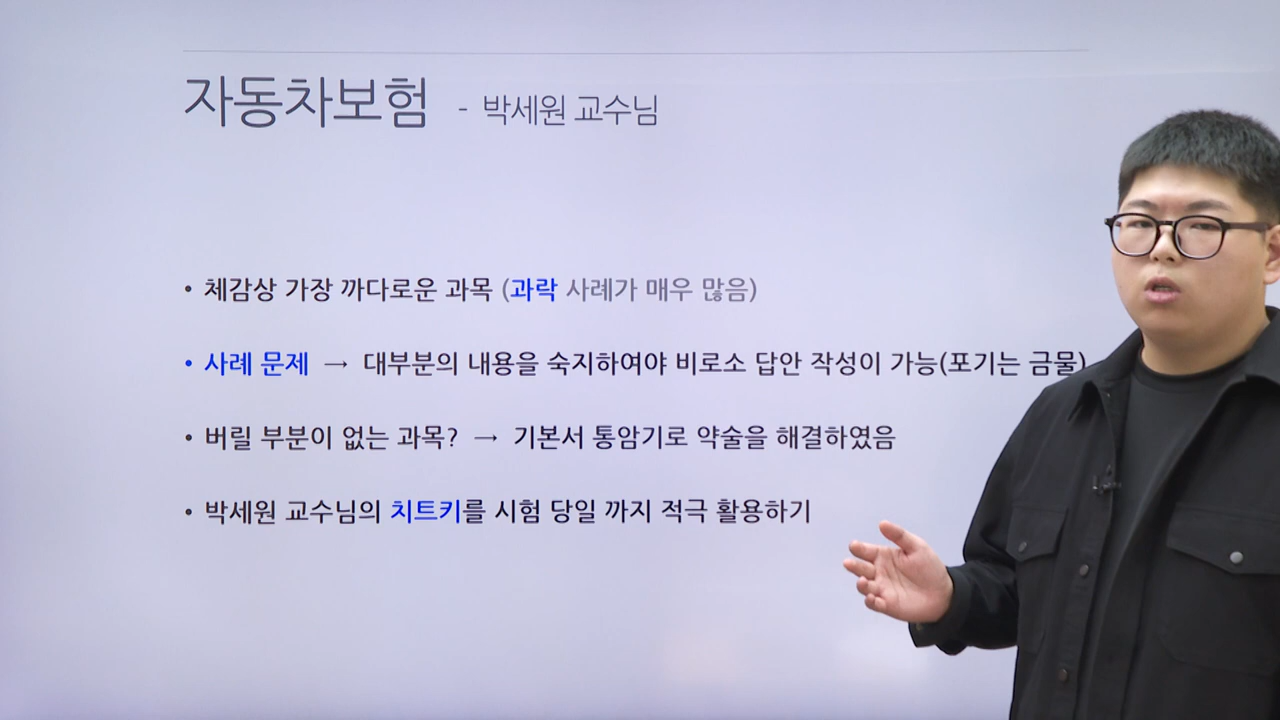 자동차보험 - 박세원 교수님
• 체감상 가장 까다로운 과목 (과락 사례가 매우 많음)
• 사례 문제 → 대부분의 내용을 숙지하여야 비로소 답안 작성이 가능(포기는 금물)
• 버릴 부분이 없는 과목? → 기본서 통암기로 약술을 해결하였음
• 박세원 교수님의 치트키를 시험 당일 까지 적극 활용하기